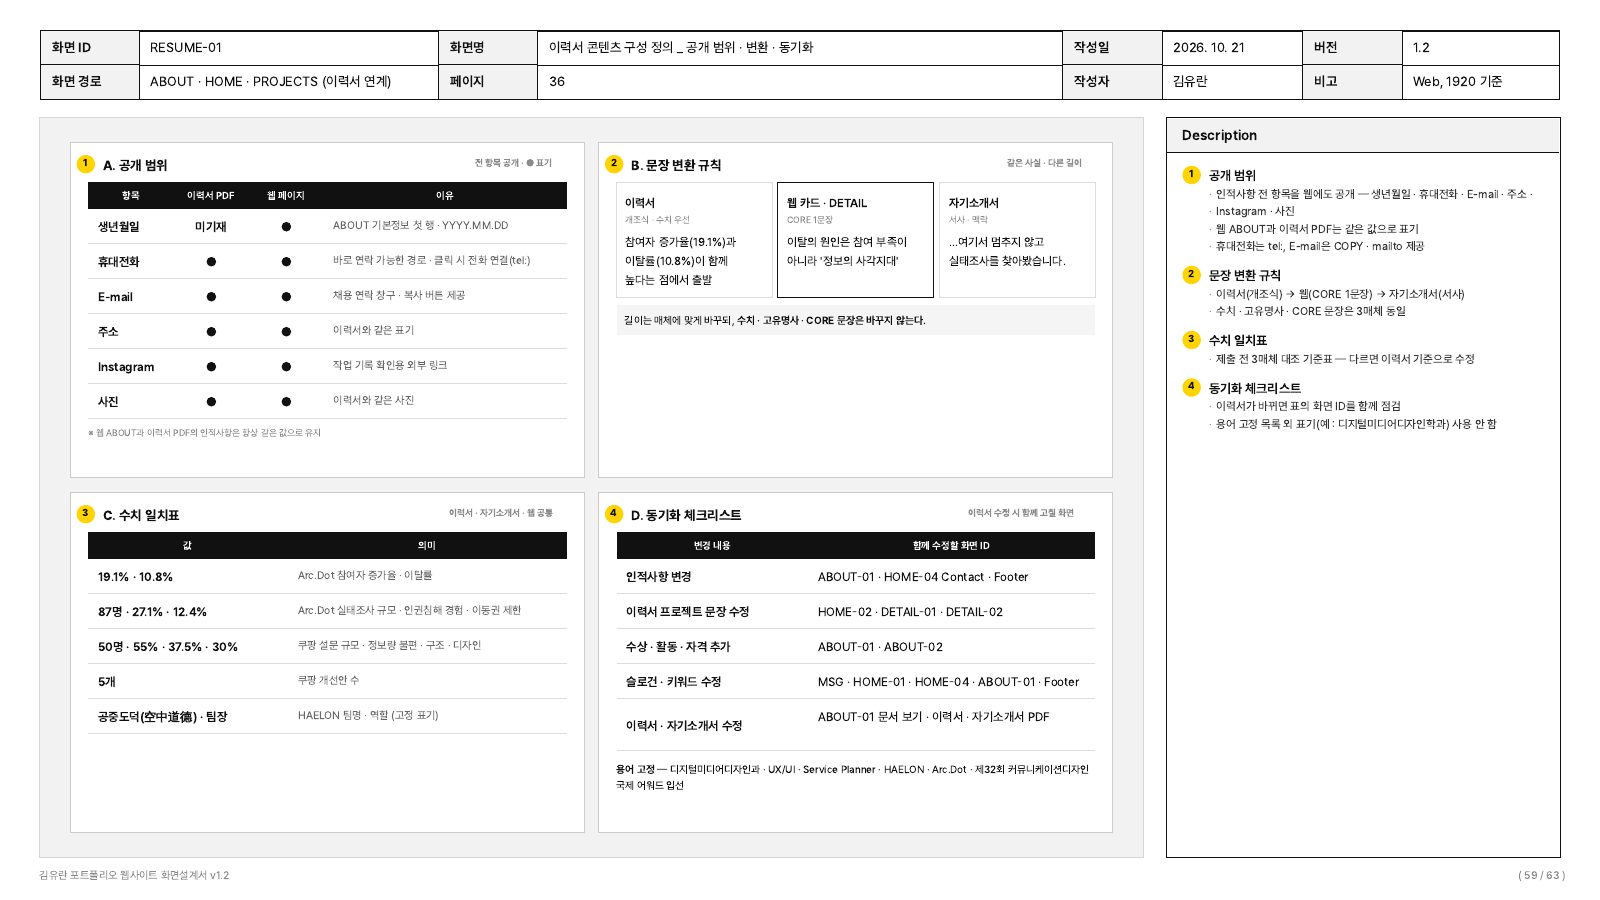 화면 ID RESUME-01 화면명 이력서 콘텐츠 구성 정의 _ 공개 범위 · 변환 · 동기화 작성일 2026. 10. 21 버전 1.2
화면 경로 ABOUT · HOME · PROJECTS (이력서 연계) 페이지 36 작성자 김유란 비고 Web, 1920 기준
1 A. 공개 범위 전 항목 공개 · ● 표기
항목 이력서 PDF 웹 페이지 이유
생년월일 미기재 ● ABOUT 기본정보 첫 행 · YYYY.MM.DD
휴대전화 ● ● 바로 연락 가능한 경로 · 클릭 시 전화 연결(tel:)
E-mail ● ● 채용 연락 창구 · 복사 버튼 제공
주소 ● ● 이력서와 같은 표기
Instagram ● ● 작업 기록 확인용 외부 링크
사진 ● ● 이력서와 같은 사진
※ 웹 ABOUT과 이력서 PDF의 인적사항은 항상 같은 값으로 유지
2 B. 문장 변환 규칙 같은 사실 · 다른 길이
이력서
개조식 · 수치 우선
참여자 증가율(19.1%)과
이탈률(10.8%)이 함께
높다는 점에서 출발
웹 카드 · DETAIL
CORE 1문장
이탈의 원인은 참여 부족이
아니라 '정보의 사각지대'
자기소개서
서사 · 맥락
…여기서 멈추지 않고
실태조사를 찾아봤습니다.
길이는 매체에 맞게 바꾸되, 수치 · 고유명사 · CORE 문장은 바꾸지 않는다.
3 C. 수치 일치표 이력서 · 자기소개서 · 웹 공통
값 의미
19.1% · 10.8% Arc.Dot 참여자 증가율 · 이탈률
87명 · 27.1% · 12.4% Arc.Dot 실태조사 규모 · 인권침해 경험 · 이동권 제한
50명 · 55% · 37.5% · 30% 쿠팡 설문 규모 · 정보량 불편 · 구조 · 디자인
5개 쿠팡 개선안 수
공중도덕(空中道德) · 팀장 HAELON 팀명 · 역할 (고정 표기)
4 D. 동기화 체크리스트 이력서 수정 시 함께 고칠 화면
변경 내용 함께 수정할 화면 ID
인적사항 변경 ABOUT-01 · HOME-04 Contact · Footer
이력서 프로젝트 문장 수정 HOME-02 · DETAIL-01 · DETAIL-02
수상 · 활동 · 자격 추가 ABOUT-01 · ABOUT-02
슬로건 · 키워드 수정 MSG · HOME-01 · HOME-04 · ABOUT-01 · Footer
이력서 · 자기소개서 수정 ABOUT-01 문서 보기 · 이력서 · 자기소개서 PDF
용어 고정 — 디지털미디어디자인과 · UX/UI · Service Planner · HAELON · Arc.Dot · 제32회 커뮤니케이션디자인
국제 어워드 입선
Description
1 공개 범위
· 인적사항 전 항목을 웹에도 공개 — 생년월일 · 휴대전화 · E-mail · 주소 ·
· Instagram · 사진
· 웹 ABOUT과 이력서 PDF는 같은 값으로 표기
· 휴대전화는 tel:, E-mail은 COPY · mailto 제공
2 문장 변환 규칙
· 이력서(개조식) → 웹(CORE 1문장) → 자기소개서(서사)
· 수치 · 고유명사 · CORE 문장은 3매체 동일
3 수치 일치표
· 제출 전 3매체 대조 기준표 — 다르면 이력서 기준으로 수정
4 동기화 체크리스트
· 이력서가 바뀌면 표의 화면 ID를 함께 점검
· 용어 고정 목록 외 표기(예 : 디지털미디어디자인학과) 사용 안 함
김유란 포트폴리오 웹사이트 화면설계서 v1.2
( 59 / 63 )